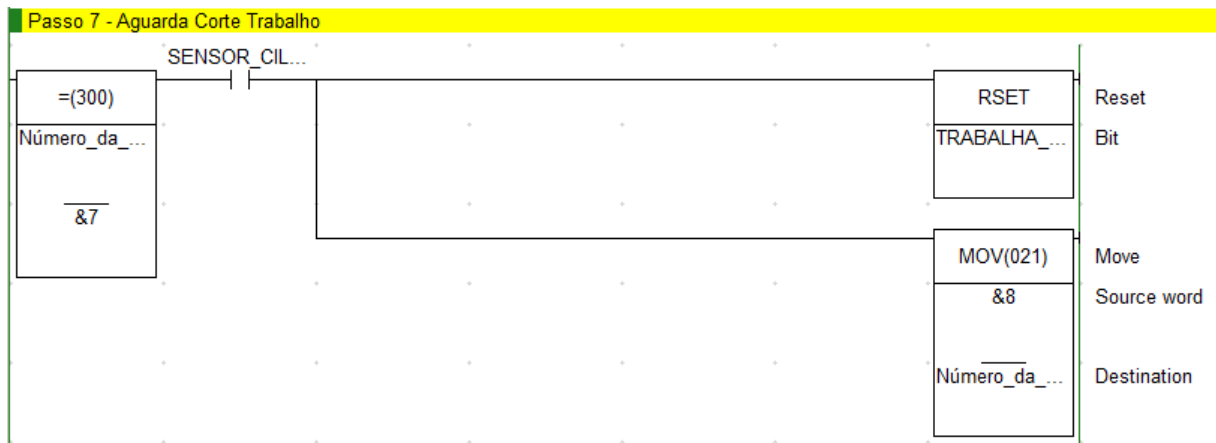 Passo 7 - Aguarda Corte Trabalho
SENSOR_CIL...
=(300)
Número_da_...
&7
RSET
Reset
TRABALHA_...
Bit
MOV(021)
Move
&8
Source word
Número_da_...
Destination